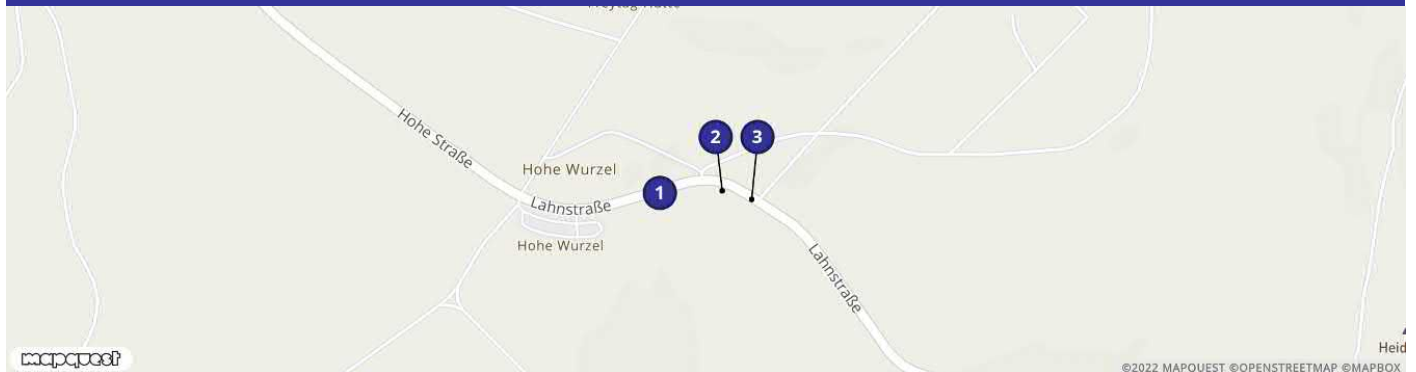 Hohe Straße
2
3
Hohe Wurzel
1
Lahnstraße
Hohe Wurzel
Lahnstraße
Heid
mapquest
©2022 MAPQUEST ©OPENSTREETMAP ©MAPBOX